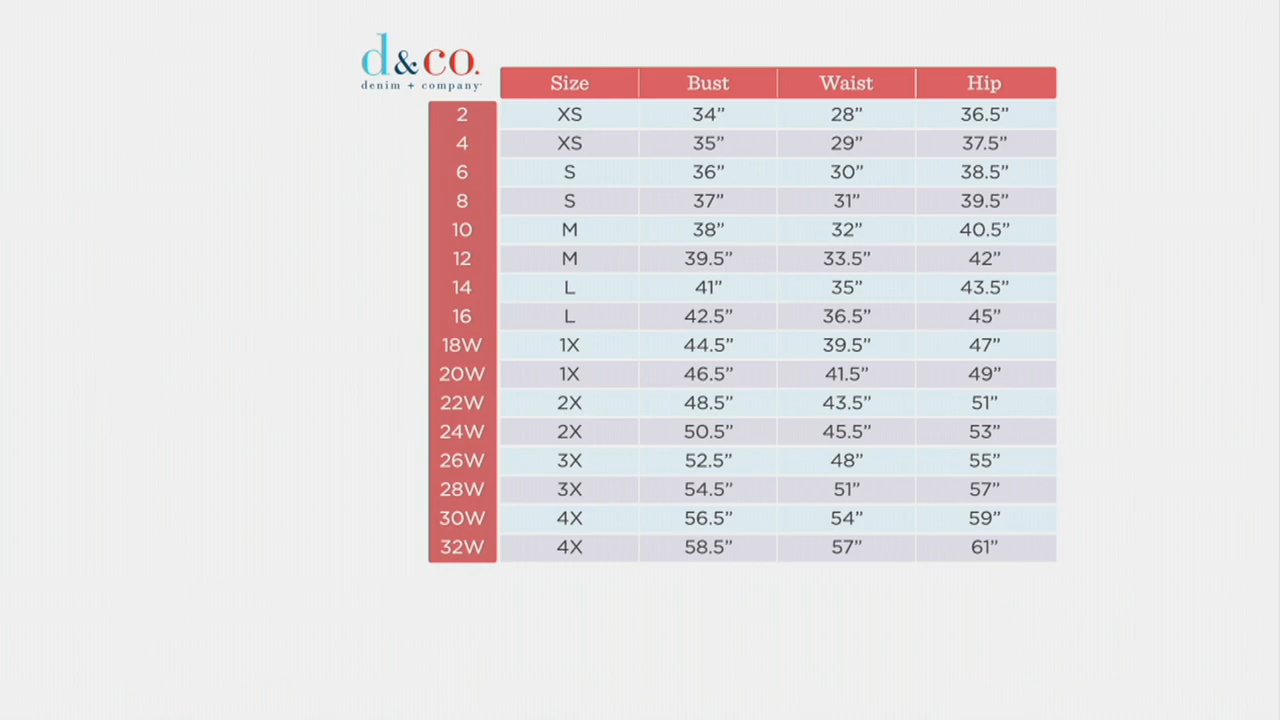 d&co.
denim + company
Size Bust Waist Hip
2 XS 34” 28” 36.5”
4 XS 35” 29” 37.5”
6 S 36” 30” 38.5”
8 S 37” 31” 39.5”
10 M 38” 32” 40.5”
12 M 39.5” 33.5” 42”
14 L 41” 35” 43.5”
16 L 42.5” 36.5” 45”
18W 1X 44.5” 39.5” 47”
20W 1X 46.5” 41.5” 49”
22W 2X 48.5” 43.5” 51”
24W 2X 50.5” 45.5” 53”
26W 3X 52.5” 48” 55”
28W 3X 54.5” 51” 57”
30W 4X 56.5” 54” 59”
32W 4X 58.5” 57” 61”